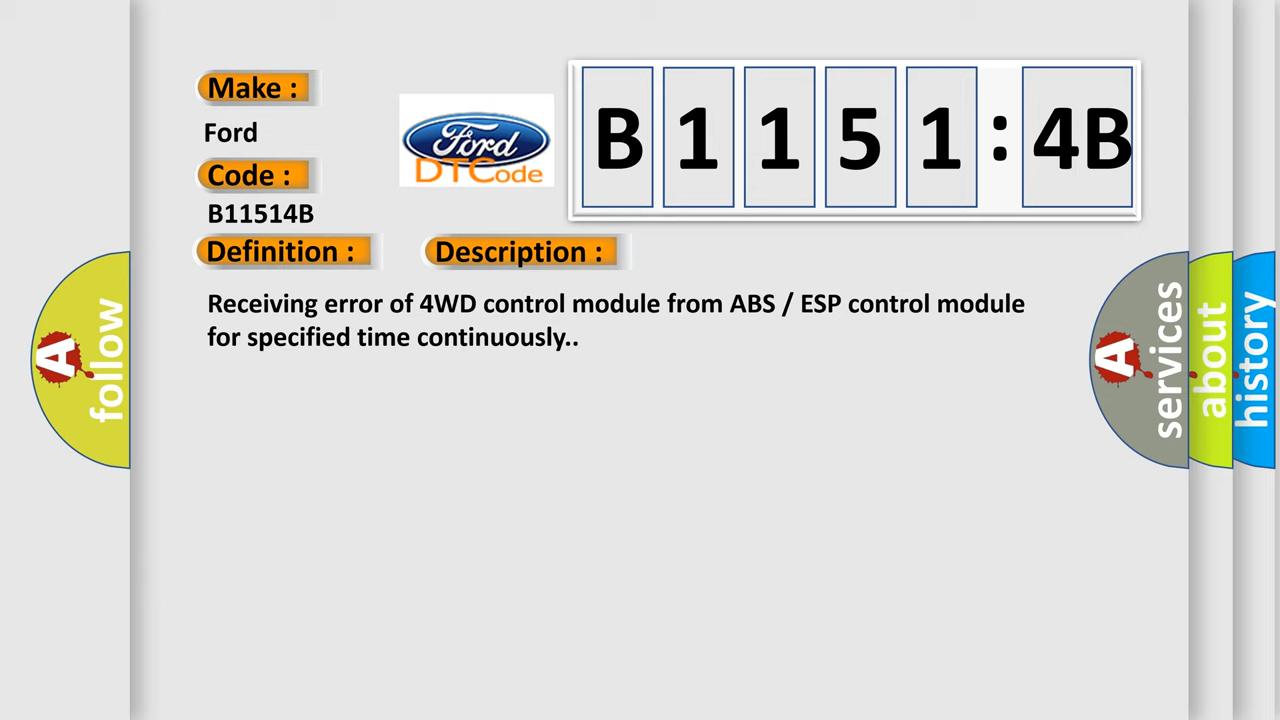 Make :
Ford
Code :
B11514B
Ford
DTCode
B 1 1 5 1 : 4B
Definition :
Description :
Receiving error of 4WD control module from ABS / ESP control module
for specified time continuously..
A follow
A services
about
history